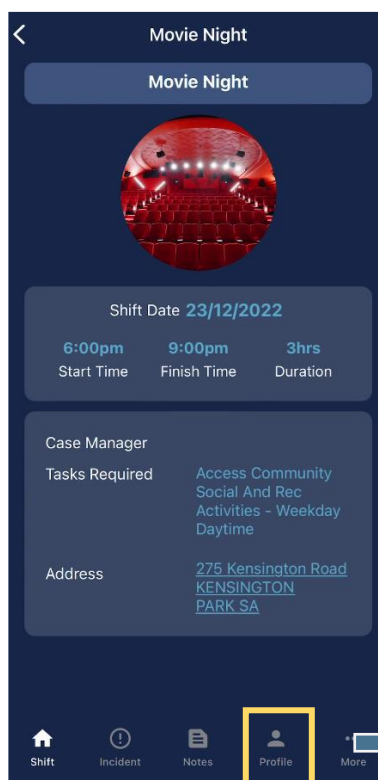 Movie Night
Movie Night
Shift Date 23/12/2022
6:00pm 9:00pm 3hrs
Start Time Finish Time Duration
Case Manager
Tasks Required Access Community
Social And Rec
Activities - Weekday
Daytime
Address 275 Kensington Road
KENSINGTON
PARK SA
Shift Incident Notes Profile More